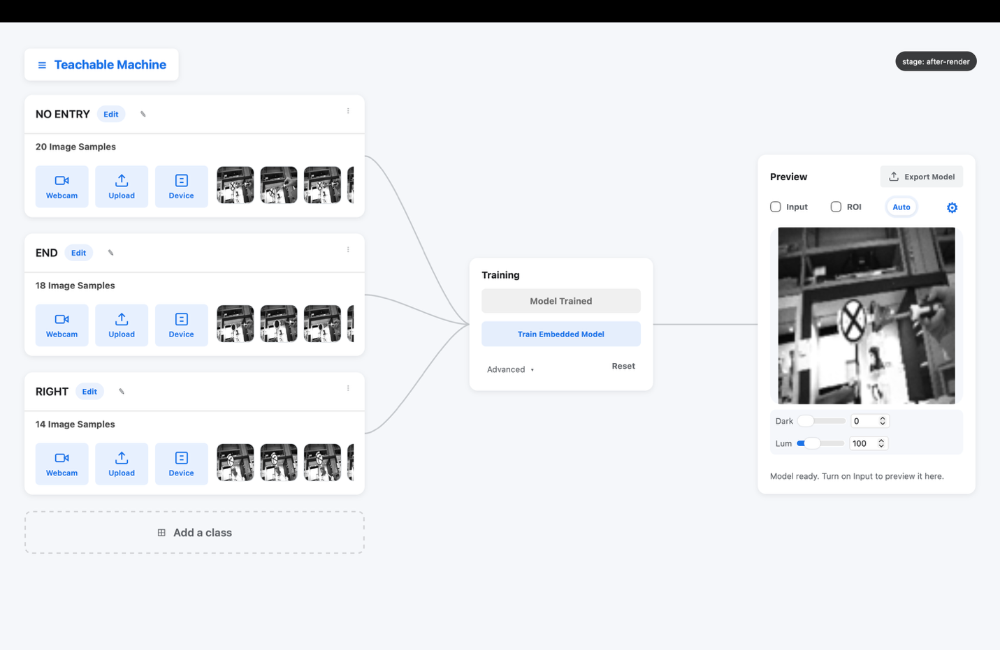 Teachable Machine
stage: after-render
NO ENTRY Edit
20 Image Samples
Webcam Upload Device
END Edit
18 Image Samples
Webcam Upload Device
RIGHT Edit
14 Image Samples
Webcam Upload Device
Add a class
Training
Model Trained
Train Embedded Model
Advanced Reset
Preview Export Model
Input ROI Auto
Dark 0
Lum 100
Model ready. Turn on Input to preview it here.